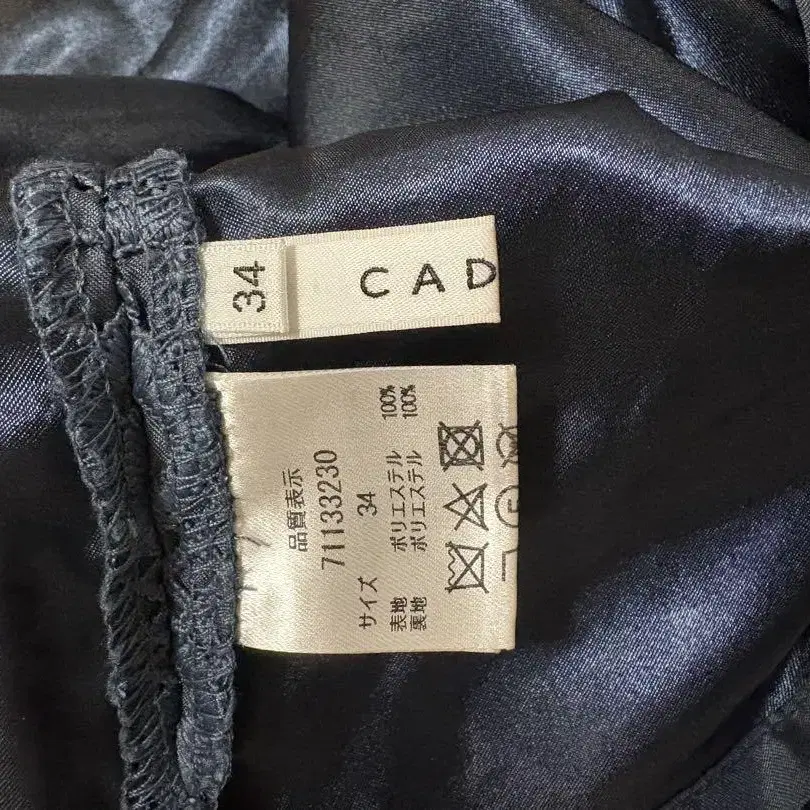 34
CAD
品質表示
71133230
サイズ 34
表地 ポリエステル 100%
裏地 ポリエステル 100%